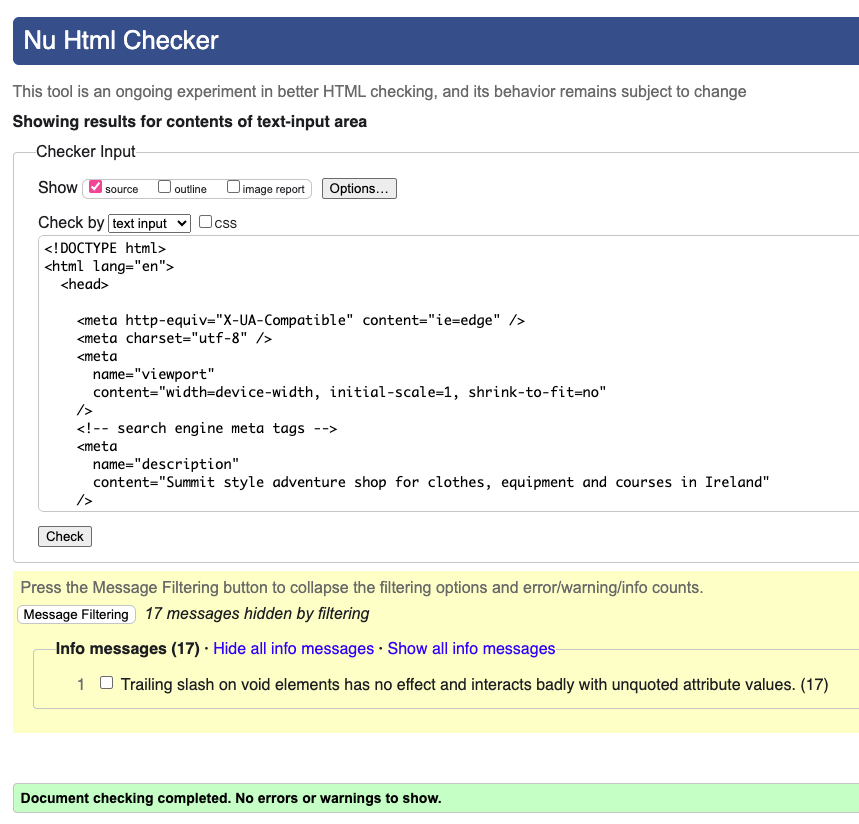 Nu Html Checker
This tool is an ongoing experiment in better HTML checking, and its behavior remains subject to change
Showing results for contents of text-input area
Checker Input
Show source outline image report Options...
Check by text input CSS
<!DOCTYPE html>
<html lang="en">
  <head>
    <meta http-equiv="X-UA-Compatible" content="ie=edge" />
    <meta charset="utf-8" />
    <meta
      name="viewport"
      content="width=device-width, initial-scale=1, shrink-to-fit=no"
    />
    <!-- search engine meta tags -->
    <meta
      name="description"
      content="Summit style adventure shop for clothes, equipment and courses in Ireland"
    />
Check
Press the Message Filtering button to collapse the filtering options and error/warning/info counts.
Message Filtering 17 messages hidden by filtering
Info messages (17) · Hide all info messages · Show all info messages
1 Trailing slash on void elements has no effect and interacts badly with unquoted attribute values. (17)
Document checking completed. No errors or warnings to show.